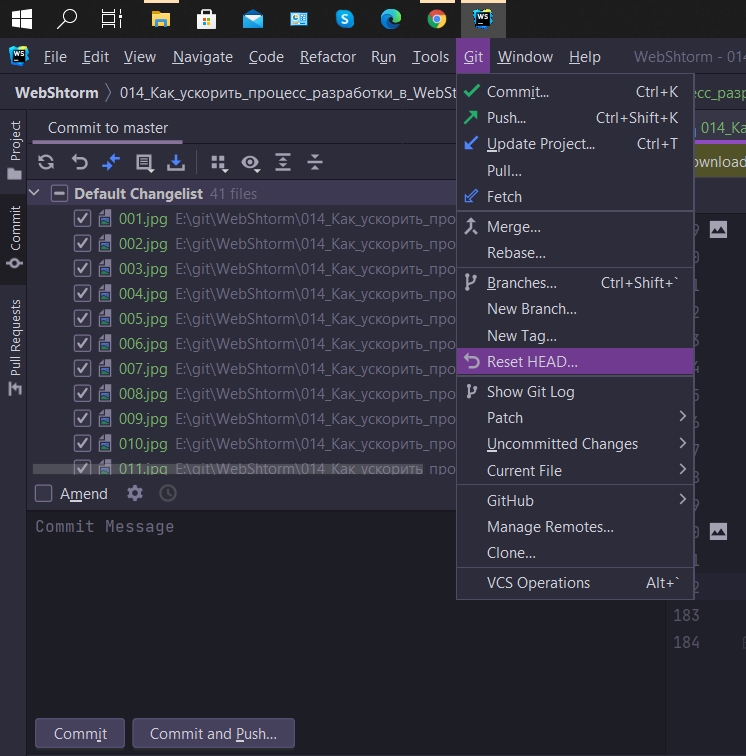 WS
WS
File Edit View Navigate Code Refactor Run Tools Git Window Help WebShtorm - 01
WebShtorm 014_Как_ускорить_процесс_разработки_в_WebSt
Commit to master
Project
Commit
Pull Requests
Default Changelist 41 files
001.jpg E:\git\WebShtorm\014_Как_ускорить_про
002.jpg E:\git\WebShtorm\014_Как_ускорить_про
003.jpg E:\git\WebShtorm\014_Как_ускорить_про
004.jpg E:\git\WebShtorm\014_Как_ускорить_про
005.jpg E:\git\WebShtorm\014_Как_ускорить_про
006.jpg E:\git\WebShtorm\014_Как_ускорить_про
007.jpg E:\git\WebShtorm\014_Как_ускорить_про
008.jpg E:\git\WebShtorm\014_Как_ускорить_про
009.jpg E:\git\WebShtorm\014_Как_ускорить_про
010.jpg E:\git\WebShtorm\014_Как_ускорить_про
011.jpg E:\git\WebShtorm\014_Как_ускорить_про
Amend
Commit Message
Commit Commit and Push...
Commit... Ctrl+K
Push... Ctrl+Shift+K
Update Project... Ctrl+T
Pull...
Fetch
Merge...
Rebase...
Branches... Ctrl+Shift+`
New Branch...
New Tag...
Reset HEAD...
Show Git Log
Patch
Uncommitted Changes
Current File
GitHub
Manage Remotes...
Clone...
VCS Operations Alt+`
сс_разр
014_Ка
ownload
183
184